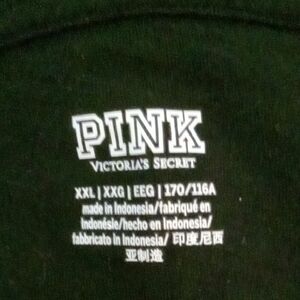 PINK
VICTORIA'S SECRET
XXL | XXG | EEG | 170/116A
made in Indonesia/fabriqué en
Indonésie/hecho en Indonesia/
fabbricato in Indonesia/ 印度尼西
亚制造